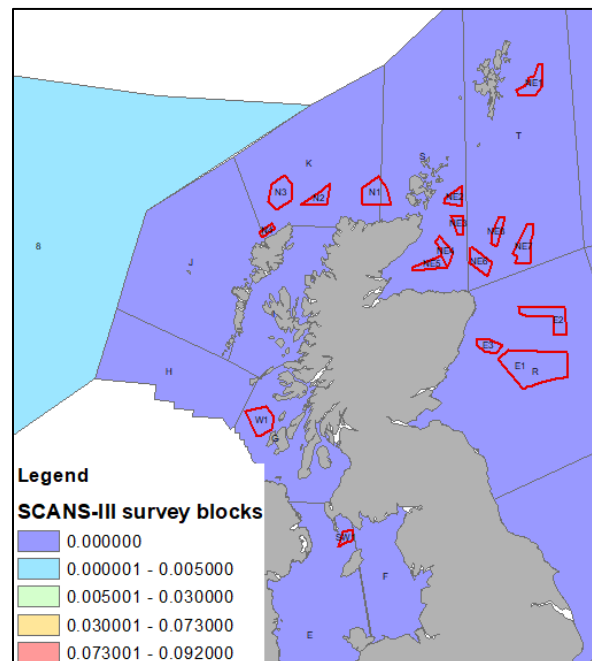 NE1
T
K
S
N3
N2
N1
NE2
NE3
N4
NE8
NE4
NE7
8
J
NE5
NE6
E2
E3
H
E1
R
W1
G
Legend
SCANS-III survey blocks
0.000000
SW1
0.000001 - 0.005000
F
0.005001 - 0.030000
0.030001 - 0.073000
E
0.073001 - 0.092000